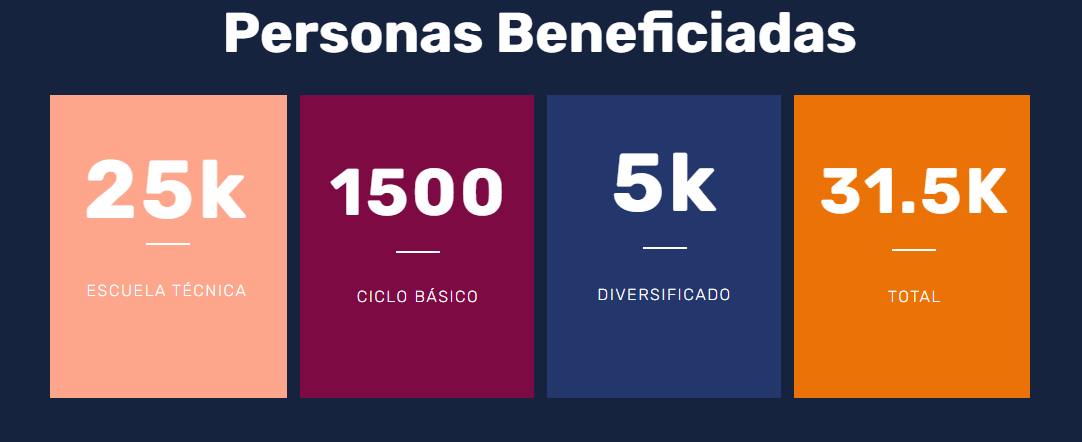 Personas Beneficiadas
25k
ESCUELA TÉCNICA
1500
CICLO BÁSICO
5k
DIVERSIFICADO
31.5K
TOTAL